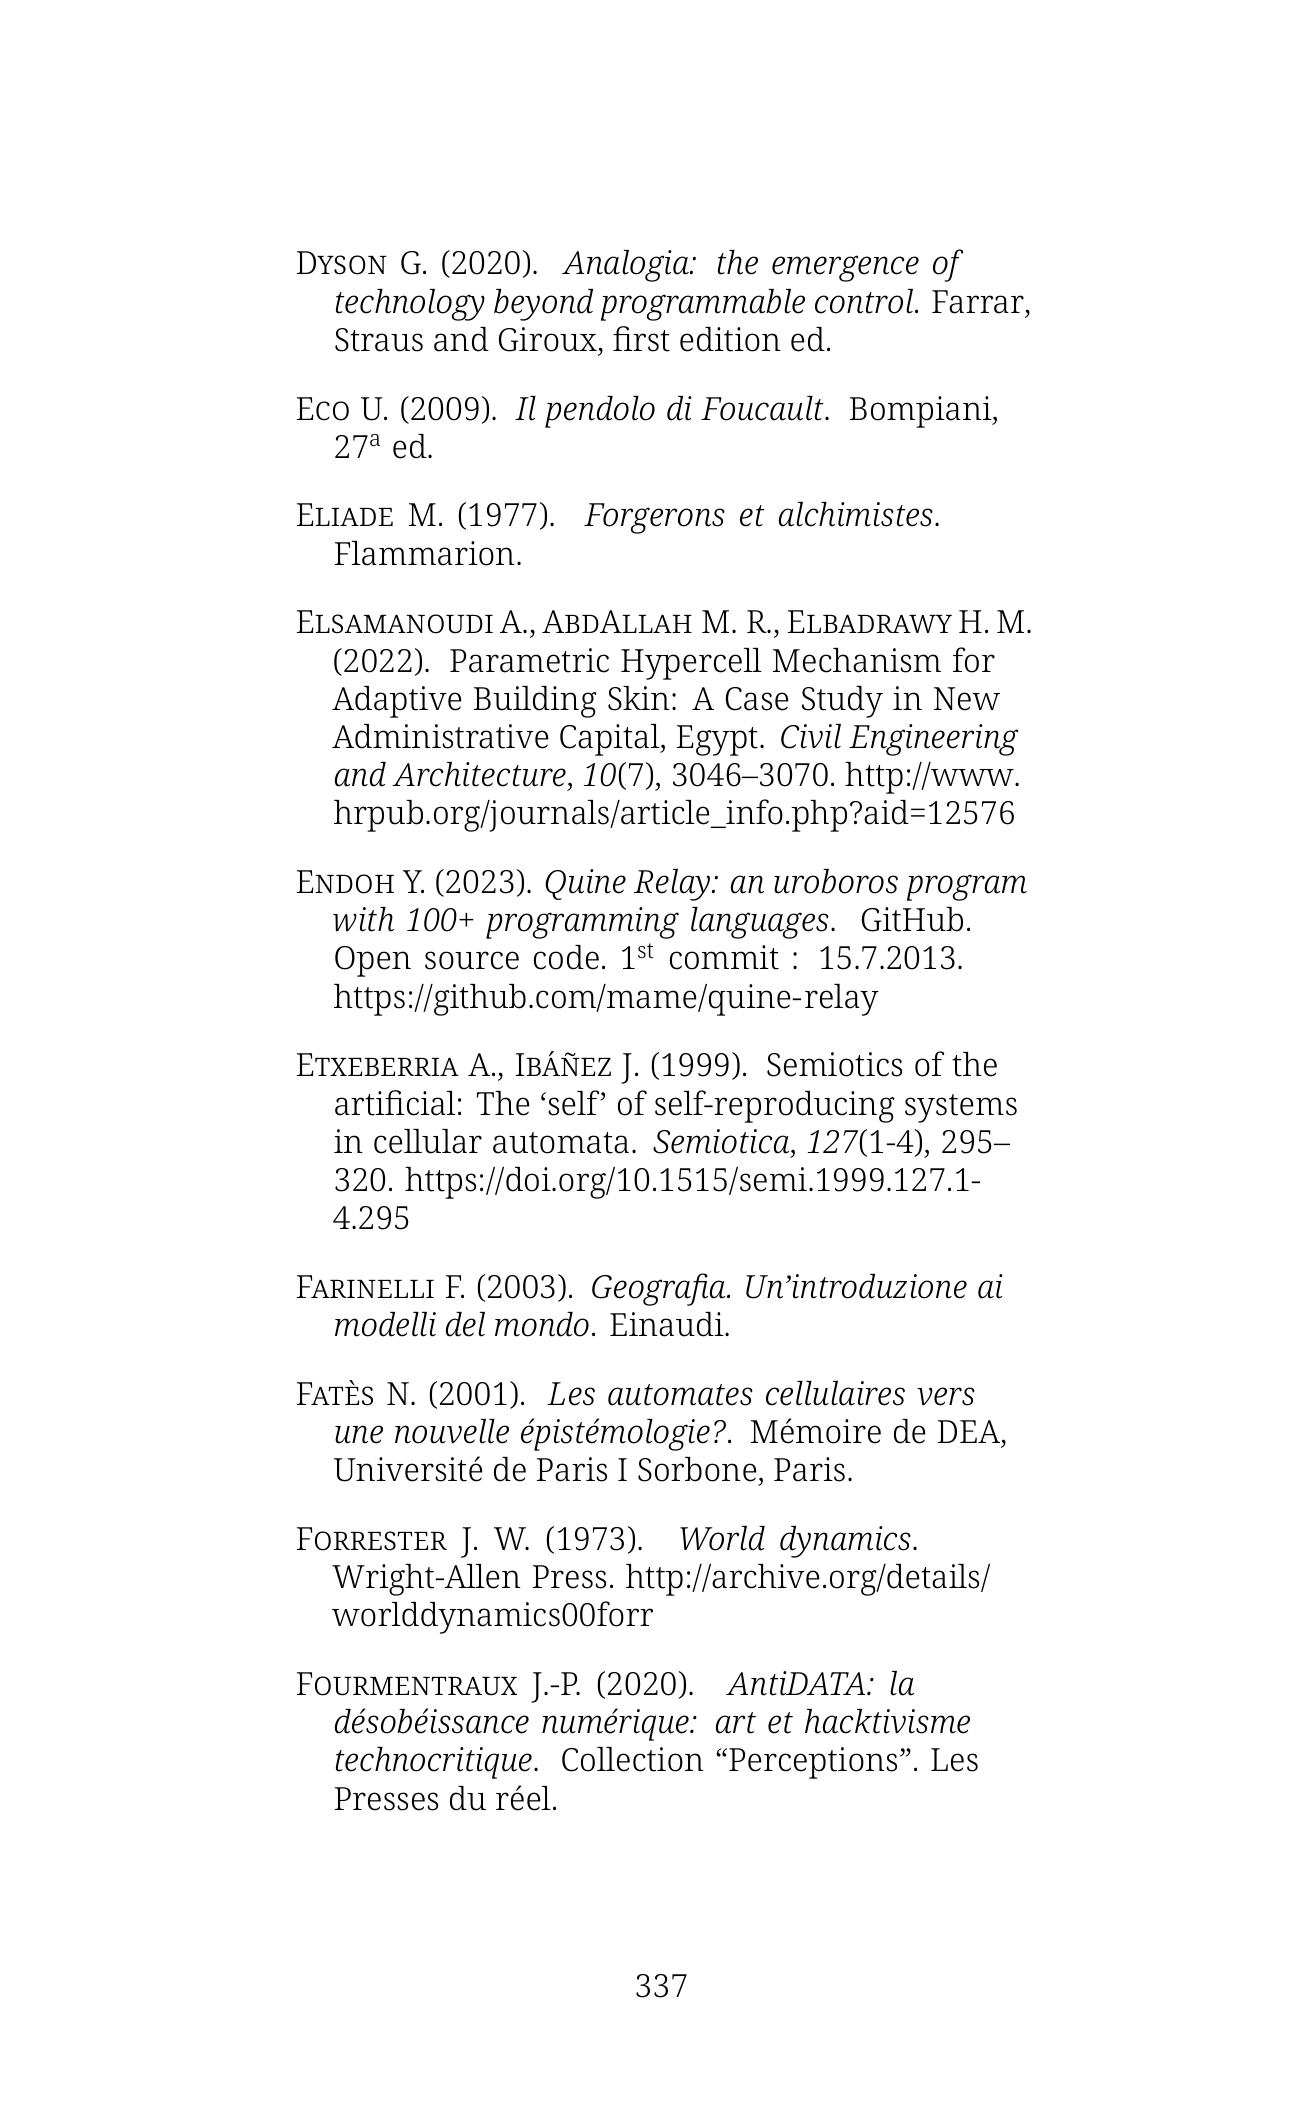 Dyson G. (2020). Analogia: the emergence of
technology beyond programmable control. Farrar,
Straus and Giroux, first edition ed.
Eco U. (2009). Il pendolo di Foucault. Bompiani,
27ª ed.
Eliade M. (1977). Forgerons et alchimistes.
Flammarion.
Elsamanoudi A., AbdAllah M. R., Elbadrawy H. M.
(2022). Parametric Hypercell Mechanism for
Adaptive Building Skin: A Case Study in New
Administrative Capital, Egypt. Civil Engineering
and Architecture, 10(7), 3046–3070. http://www.
hrpub.org/journals/article_info.php?aid=12576
Endoh Y. (2023). Quine Relay: an uroboros program
with 100+ programming languages. GitHub.
Open source code. 1st commit : 15.7.2013.
https://github.com/mame/quine-relay
Etxeberria A., Ibáñez J. (1999). Semiotics of the
artificial: The ‘self’ of self-reproducing systems
in cellular automata. Semiotica, 127(1-4), 295–
320. https://doi.org/10.1515/semi.1999.127.1-
4.295
Farinelli F. (2003). Geografia. Un’introduzione ai
modelli del mondo. Einaudi.
Fatès N. (2001). Les automates cellulaires vers
une nouvelle épistémologie?. Mémoire de DEA,
Université de Paris I Sorbone, Paris.
Forrester J. W. (1973). World dynamics.
Wright-Allen Press. http://archive.org/details/
worlddynamics00forr
Fourmentraux J.-P. (2020). AntiDATA: la
désobéissance numérique: art et hacktivisme
technocritique. Collection “Perceptions”. Les
Presses du réel.
337